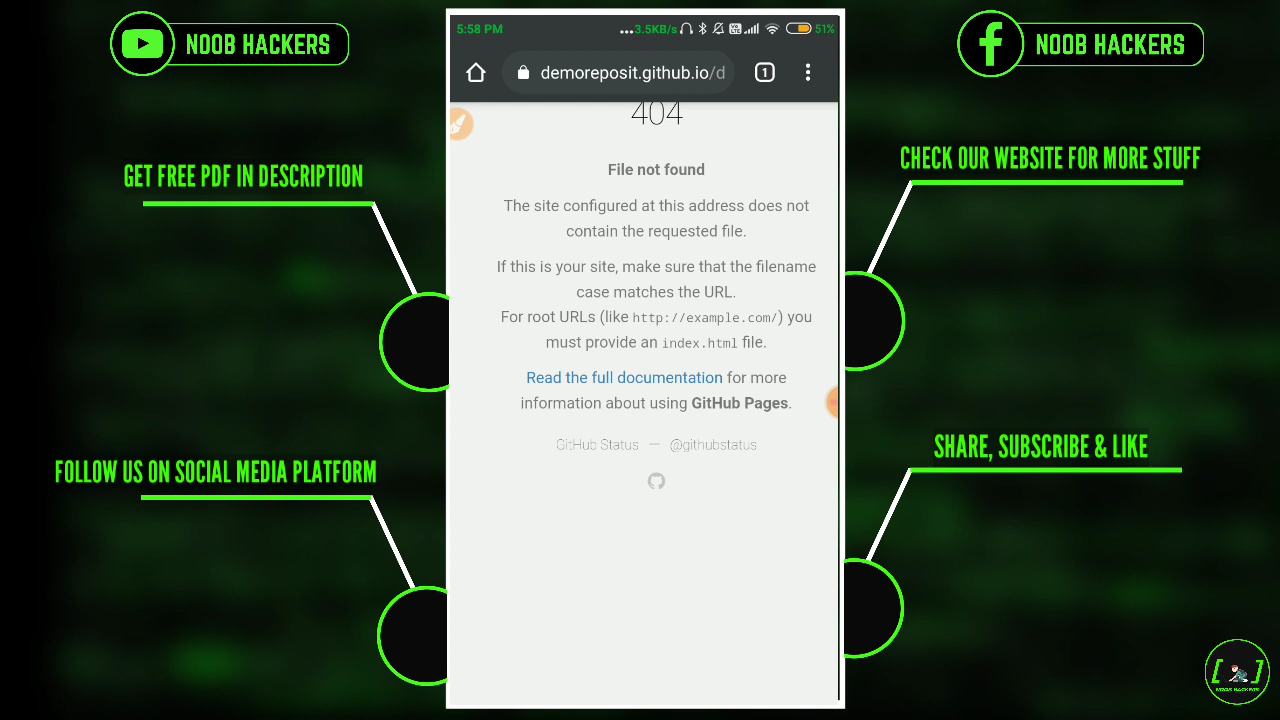 NOOB HACKERS
NOOB HACKERS
GET FREE PDF IN DESCRIPTION
CHECK OUR WEBSITE FOR MORE STUFF
FOLLOW US ON SOCIAL MEDIA PLATFORM
SHARE, SUBSCRIBE & LIKE
5:58 PM ...3.5KB/s 51%
demoreposit.github.io/d 1
404
File not found
The site configured at this address does not
contain the requested file.
If this is your site, make sure that the filename
case matches the URL.
For root URLs (like http://example.com/) you
must provide an index.html file.
Read the full documentation for more
information about using GitHub Pages.
GitHub Status — @githubstatus
[ ]
NOOB HACKERS